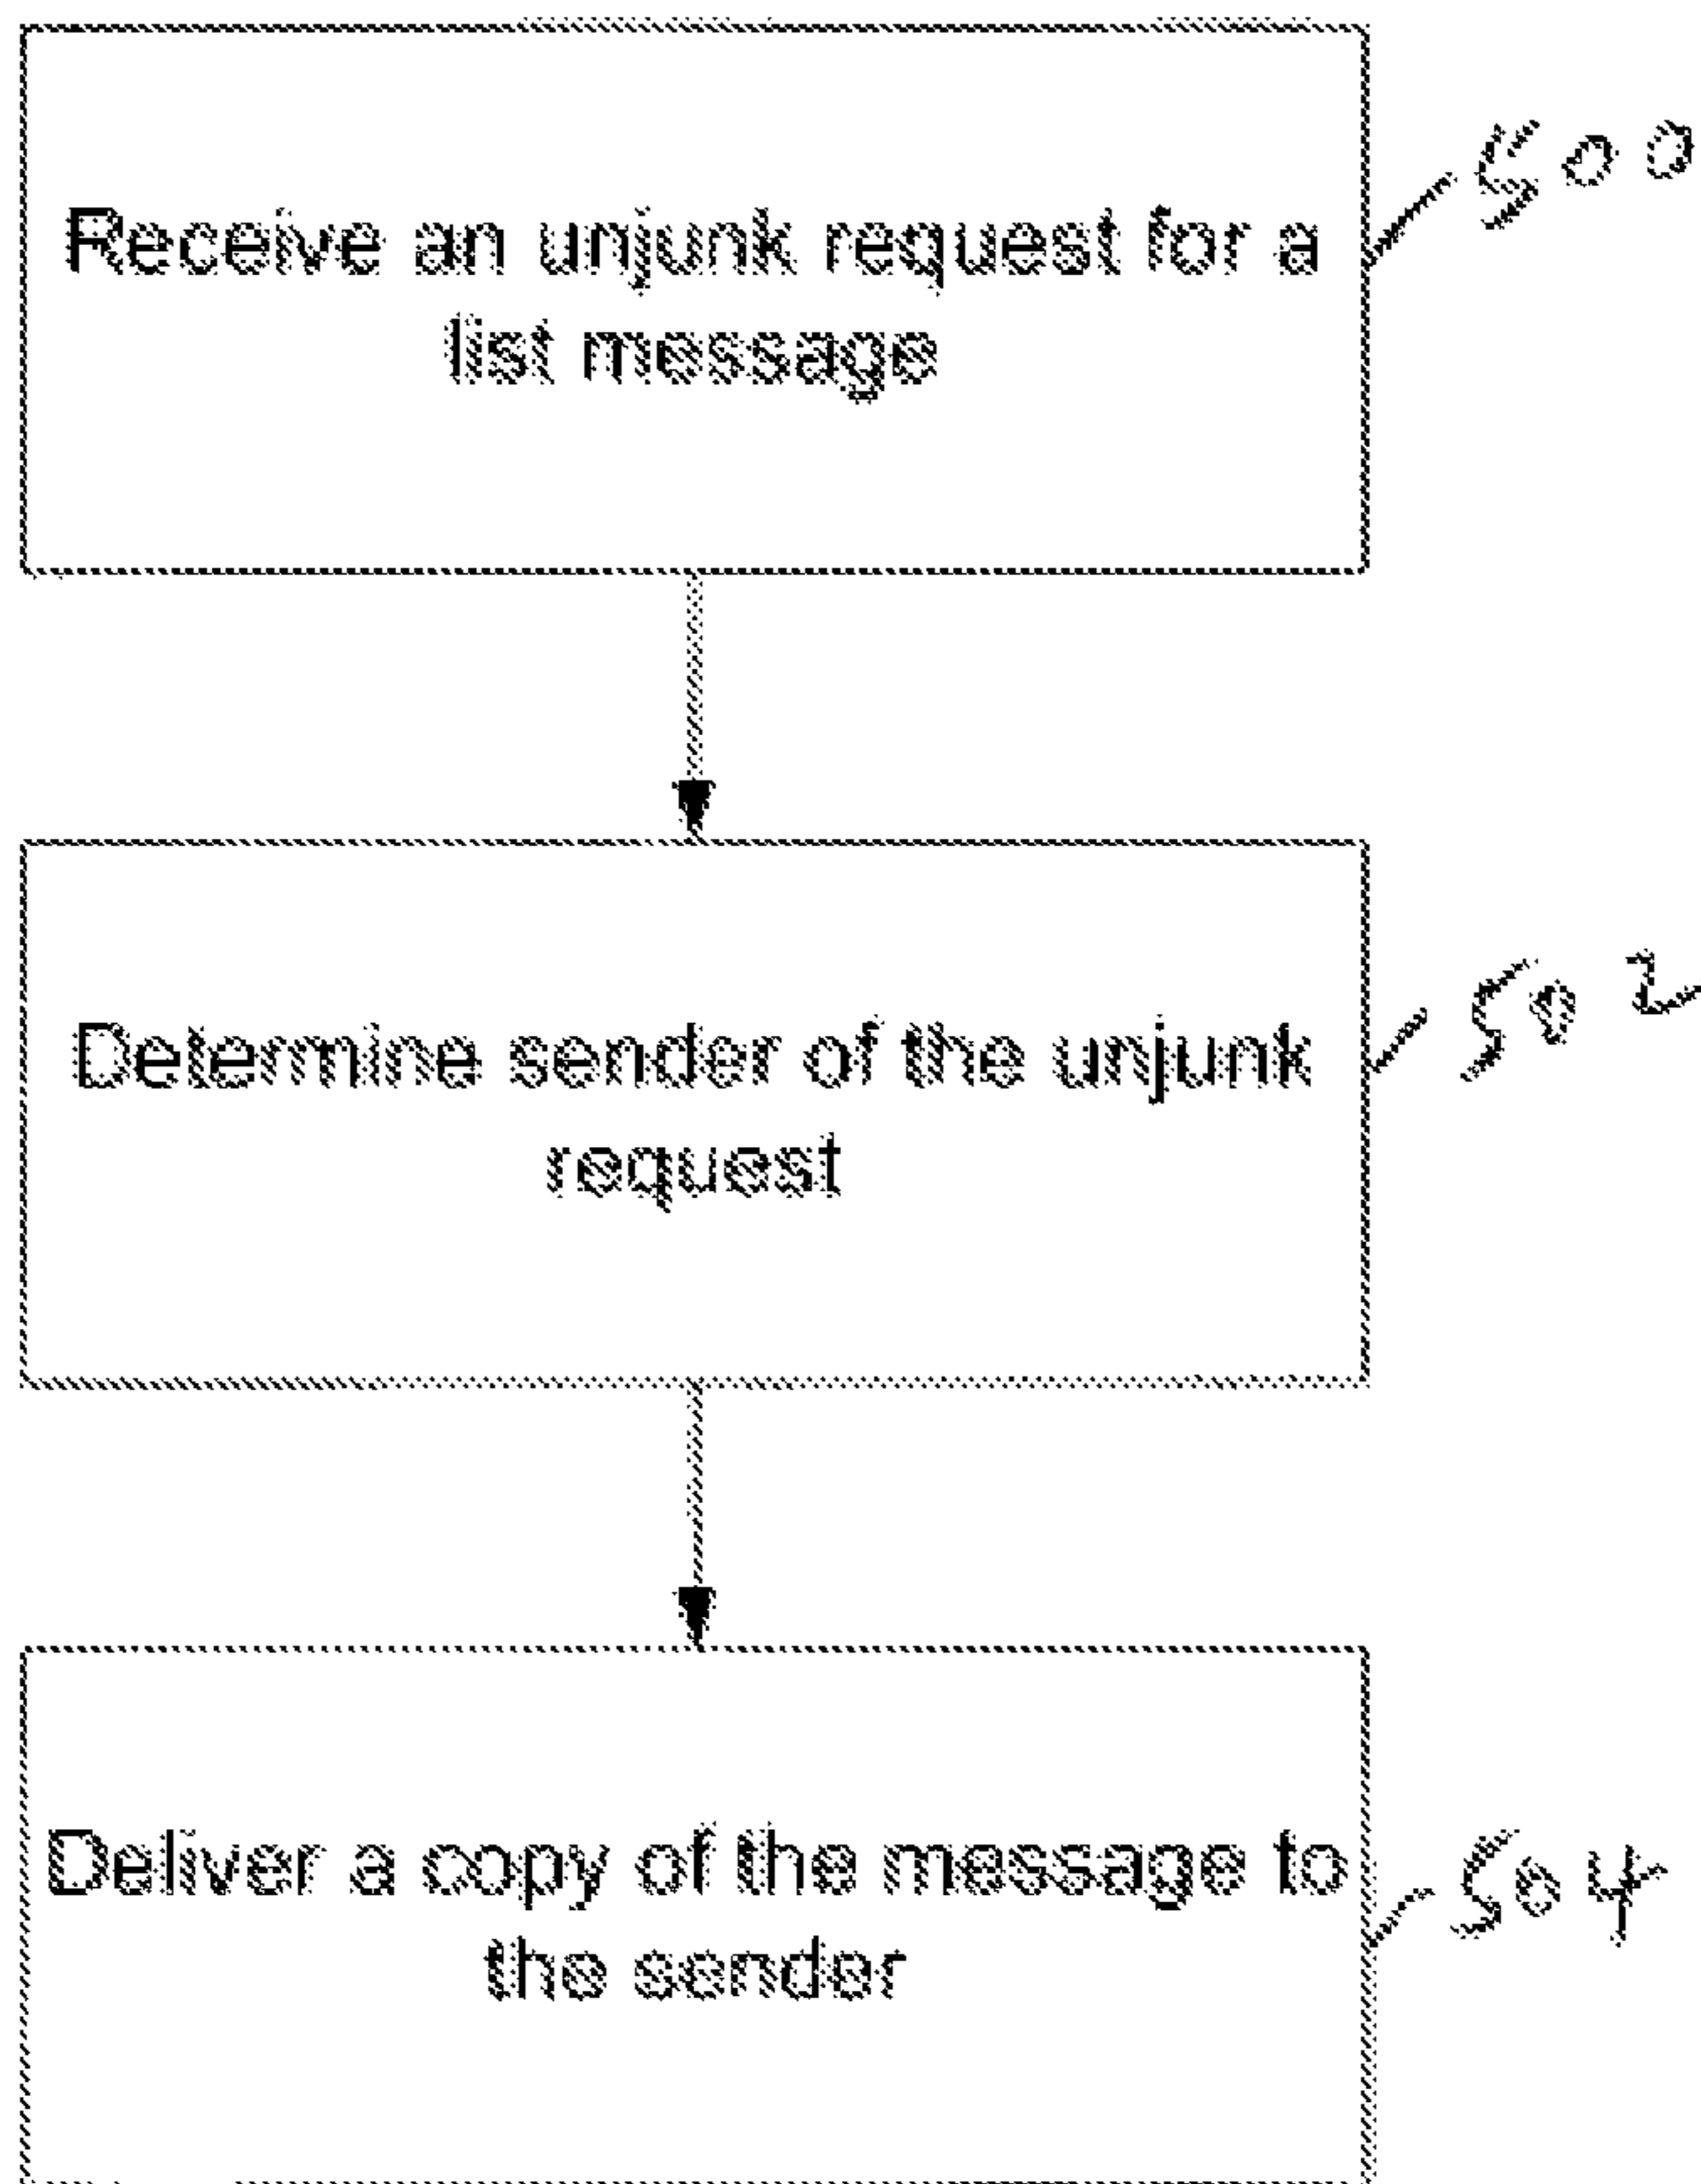 Receive an unjunk request for a
list message
500
Determine sender of the unjunk
request
502
Deliver a copy of the message to
the sender
504